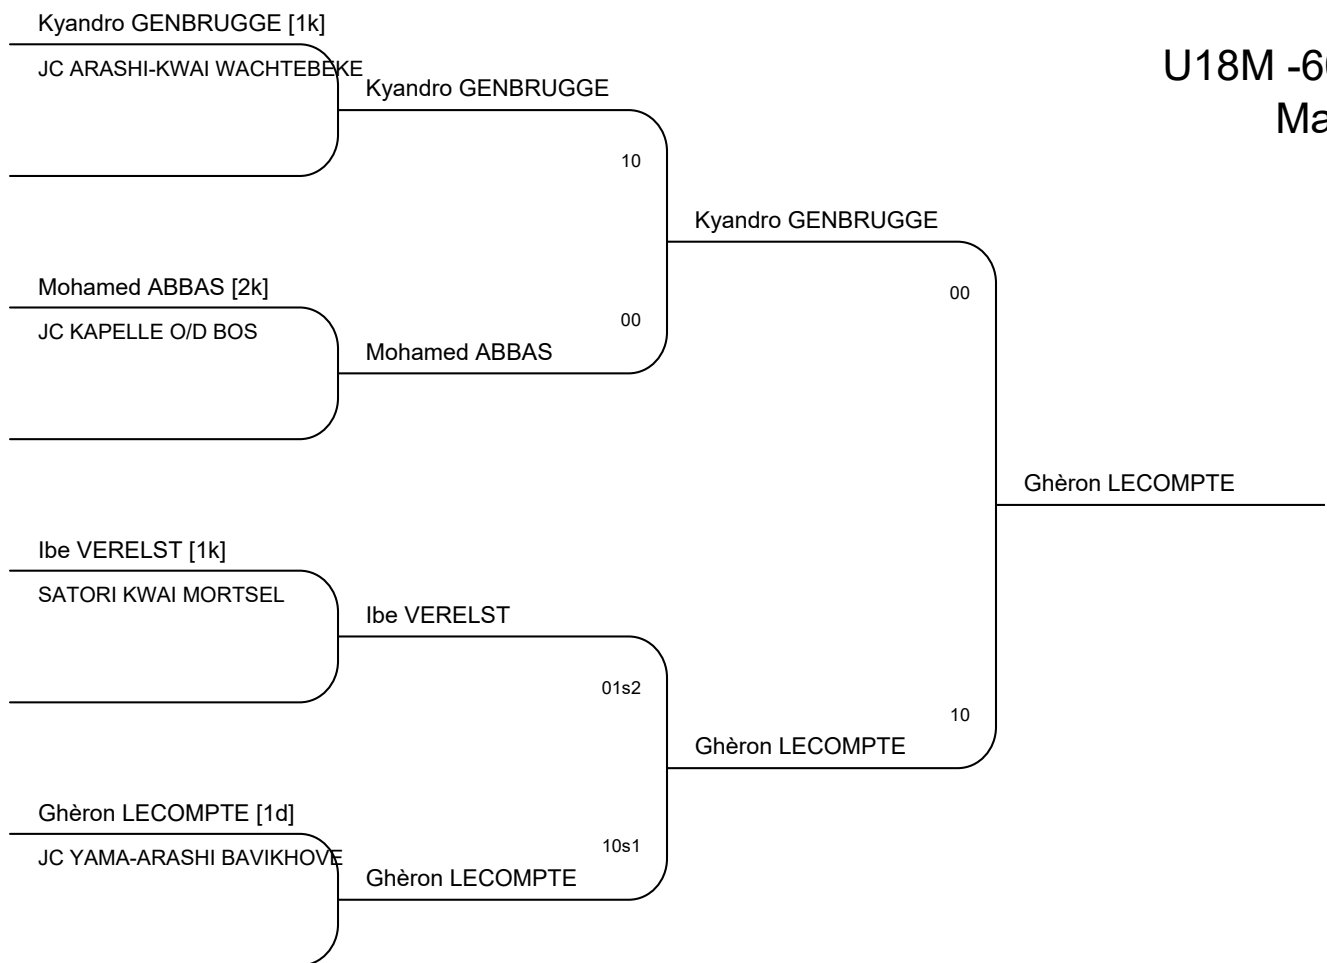 Kyandro GENBRUGGE [1k]
JC ARASHI-KWAI WACHTEBEKE
Kyandro GENBRUGGE
10
Mohamed ABBAS [2k]
JC KAPELLE O/D BOS
00
Mohamed ABBAS
Kyandro GENBRUGGE
00
Ibe VERELST [1k]
SATORI KWAI MORTSEL
Ibe VERELST
01s2
Ghèron LECOMPTE [1d]
JC YAMA-ARASHI BAVIKHOVE
10s1
Ghèron LECOMPTE
10
Ghèron LECOMPTE
Ghèron LECOMPTE
U18M